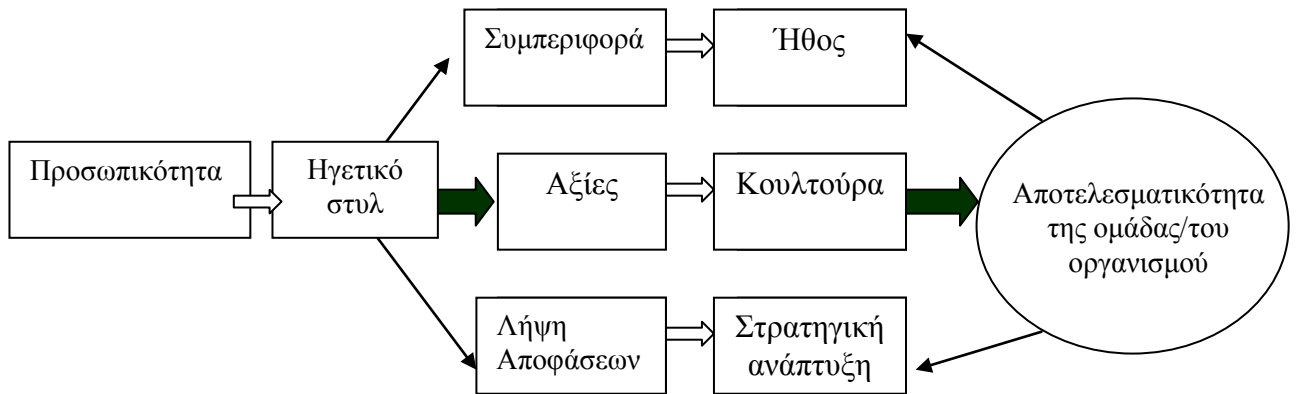 Συμπεριφορά
Ήθος
Προσωπικότητα
Ηγετικό
στυλ
Αξίες
Κουλτούρα
Αποτελεσματικότητα
της ομάδας/του
οργανισμού
Λήψη
Αποφάσεων
Στρατηγική
ανάπτυξη